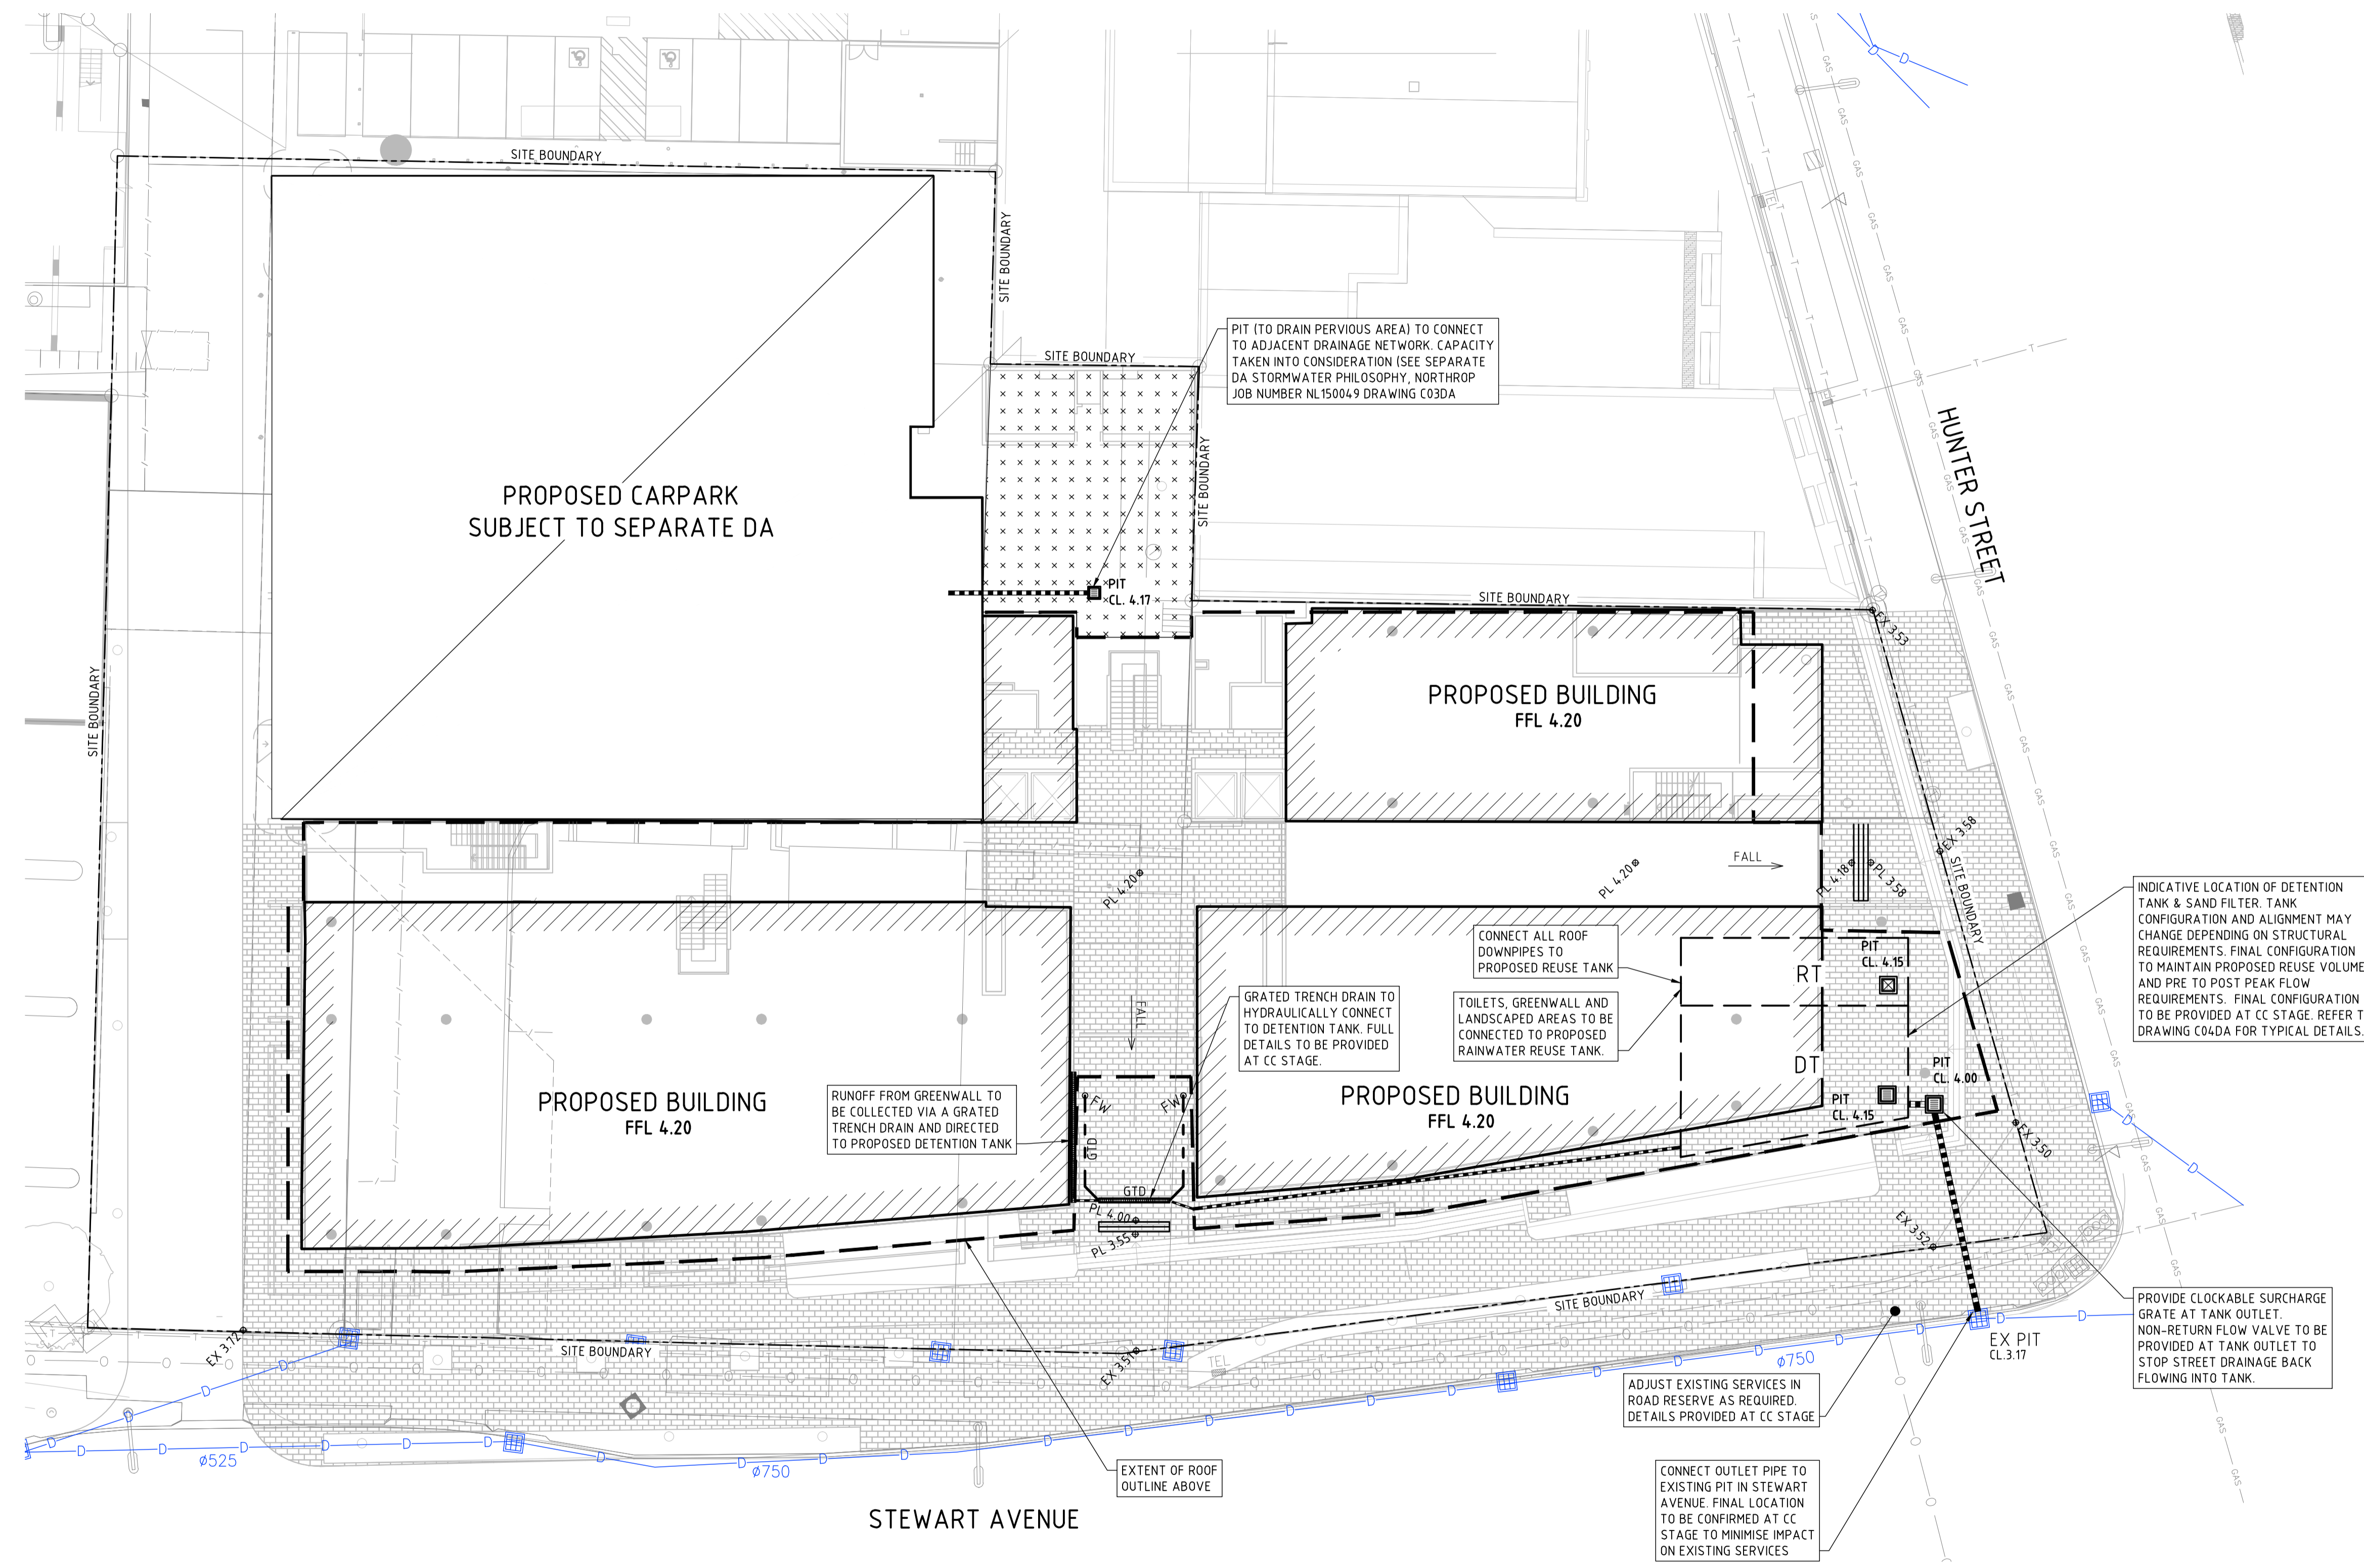 SITE BOUNDARY
SITE BOUNDARY
PIT (TO DRAIN PERVIOUS AREA) TO CONNECT
TO ADJACENT DRAINAGE NETWORK. CAPACITY
TAKEN INTO CONSIDERATION (SEE SEPARATE
DA STORMWATER PHILOSOPHY, NORTHROP
JOB NUMBER NL150049 DRAWING C03DA
SITE BOUNDARY
SITE BOUNDARY
HUNTER STREET
PROPOSED CARPARK
SUBJECT TO SEPARATE DA
PIT
CL. 4.17
SITE BOUNDARY
EX 3.53
SITE BOUNDARY
PROPOSED BUILDING
FFL 4.20
EX 3.58
SITE BOUNDARY
FALL
PL 4.20
PL 4.20
PL 4.18
PL 3.58
INDICATIVE LOCATION OF DETENTION
TANK & SAND FILTER. TANK
CONFIGURATION AND ALIGNMENT MAY
CHANGE DEPENDING ON STRUCTURAL
REQUIREMENTS. FINAL CONFIGURATION
TO MAINTAIN PROPOSED REUSE VOLUME
AND PRE TO POST PEAK FLOW
REQUIREMENTS. FINAL CONFIGURATION
TO BE PROVIDED AT CC STAGE. REFER T
DRAWING C04DA FOR TYPICAL DETAILS.
CONNECT ALL ROOF
DOWNPIPES TO
PROPOSED REUSE TANK
PIT
CL. 4.15
RT
TOILETS, GREENWALL AND
LANDSCAPED AREAS TO BE
CONNECTED TO PROPOSED
RAINWATER REUSE TANK.
GRATED TRENCH DRAIN TO
HYDRAULICALLY CONNECT
TO DETENTION TANK. FULL
DETAILS TO BE PROVIDED
AT CC STAGE.
FALL
DT
PIT
CL. 4.00
PIT
CL. 4.15
PROPOSED BUILDING
FFL 4.20
RUNOFF FROM GREENWALL TO
BE COLLECTED VIA A GRATED
TRENCH DRAIN AND DIRECTED
TO PROPOSED DETENTION TANK
FW
FW
GTD
GTD
PROPOSED BUILDING
FFL 4.20
EX 3.50
PL 4.00
PL 3.55
EX 3.52
SITE BOUNDARY
PROVIDE CLOCKABLE SURCHARGE
GRATE AT TANK OUTLET.
NON-RETURN FLOW VALVE TO BE
PROVIDED AT TANK OUTLET TO
STOP STREET DRAINAGE BACK
FLOWING INTO TANK.
EX 3.72
SITE BOUNDARY
EX 3.51
TEL
EX PIT
CL.3.17
Ø750
ADJUST EXISTING SERVICES IN
ROAD RESERVE AS REQUIRED.
DETAILS PROVIDED AT CC STAGE
Ø525
Ø750
EXTENT OF ROOF
OUTLINE ABOVE
CONNECT OUTLET PIPE TO
EXISTING PIT IN STEWART
AVENUE. FINAL LOCATION
TO BE CONFIRMED AT CC
STAGE TO MINIMISE IMPACT
ON EXISTING SERVICES
STEWART AVENUE